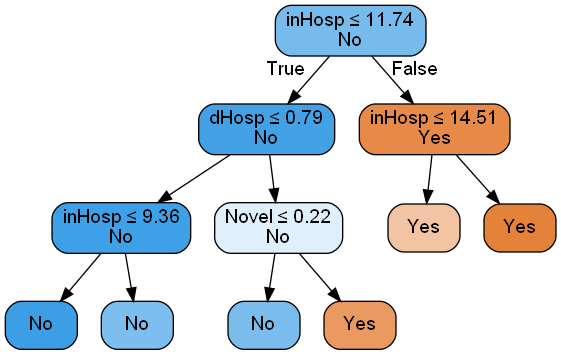 inHosp ≤ 11.74
No
True
False
dHosp ≤ 0.79
No
inHosp ≤ 14.51
Yes
inHosp ≤ 9.36
No
Novel ≤ 0.22
No
Yes
Yes
No
No
No
Yes